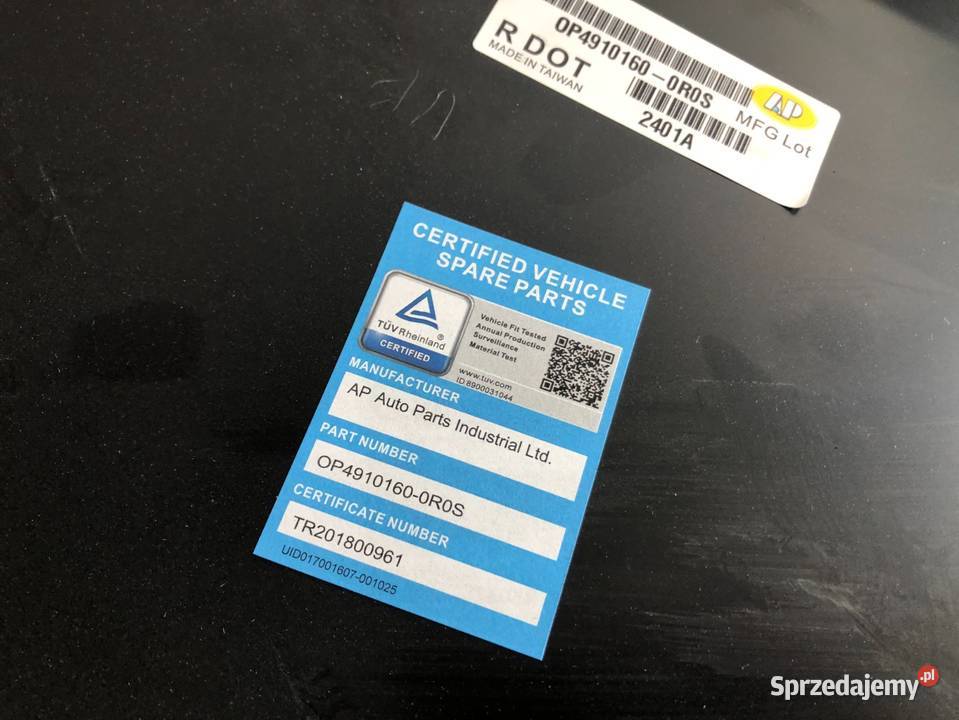 OP4910160-0R0S
R DOT
MADE IN TAIWAN
AP
MFG Lot
2401A
CERTIFIED VEHICLE
SPARE PARTS
TÜVRheinland®
CERTIFIED
Vehicle Fit Tested
Annual Production
Surveillance
Material Test
www.tuv.com
ID 8900031044
MANUFACTURER
AP Auto Parts Industrial Ltd.
PART NUMBER
OP4910160-0R0S
CERTIFICATE NUMBER
TR201800961
UID017001607-001025
Sprzedajemy.pl